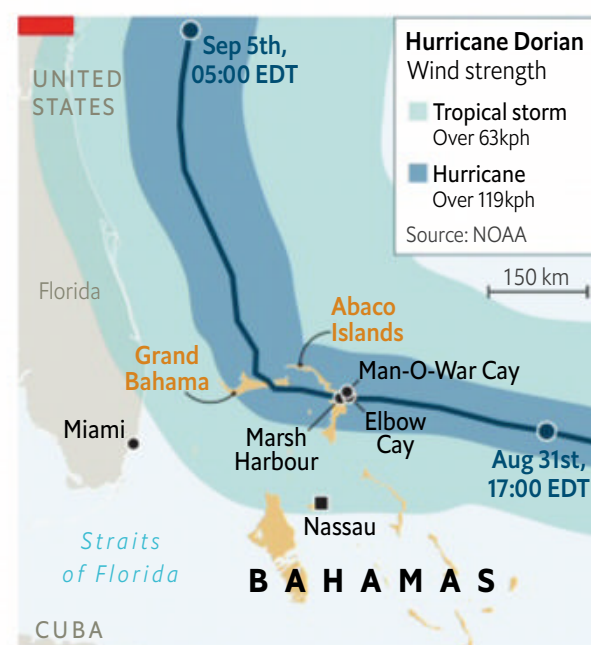 Hurricane Dorian
Wind strength
Tropical storm
Over 63kph
Hurricane
Over 119kph
Source: NOAA
150 km
Sep 5th,
05:00 EDT
UNITED
STATES
Florida
Abaco
Islands
Grand
Bahama
Man-O-War Cay
Elbow
Cay
Marsh
Harbour
Miami
Aug 31st,
17:00 EDT
Nassau
Straits
of Florida
BAHAMAS
CUBA